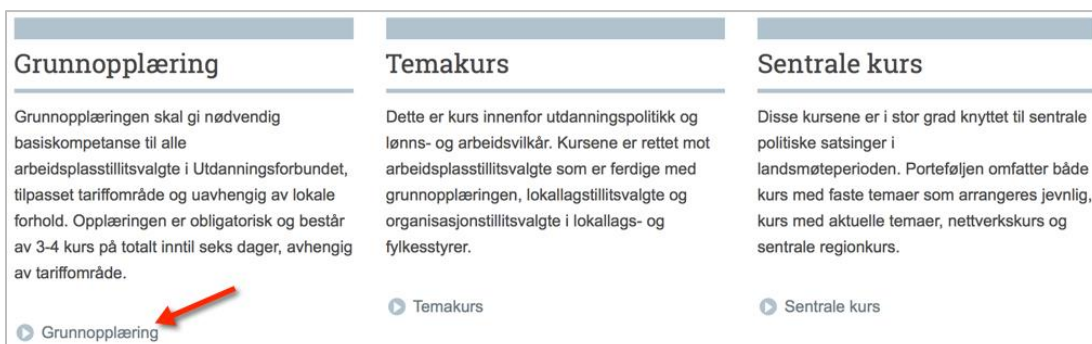 Grunnopplæring
Grunnopplæringen skal gi nødvendig
basiskompetanse til alle
arbeidsplasstillitsvalgte i Utdanningsforbundet,
tilpasset tariffområde og uavhengig av lokale
forhold. Opplæringen er obligatorisk og består
av 3-4 kurs på totalt inntil seks dager, avhengig
av tariffområde.
Grunnopplæring
Temakurs
Dette er kurs innenfor utdanningspolitikk og
lønns- og arbeidsvilkår. Kursene er rettet mot
arbeidsplasstillitsvalgte som er ferdige med
grunnopplæringen, lokallagstillitsvalgte og
organisasjonstillitsvalgte i lokallags- og
fylkesstyrer.
Temakurs
Sentrale kurs
Disse kursene er i stor grad knyttet til sentrale
politiske satsinger i
landsmøteperioden. Porteføljen omfatter både
kurs med faste temaer som arrangeres jevnlig,
kurs med aktuelle temaer, nettverkskurs og
sentrale regionkurs.
Sentrale kurs